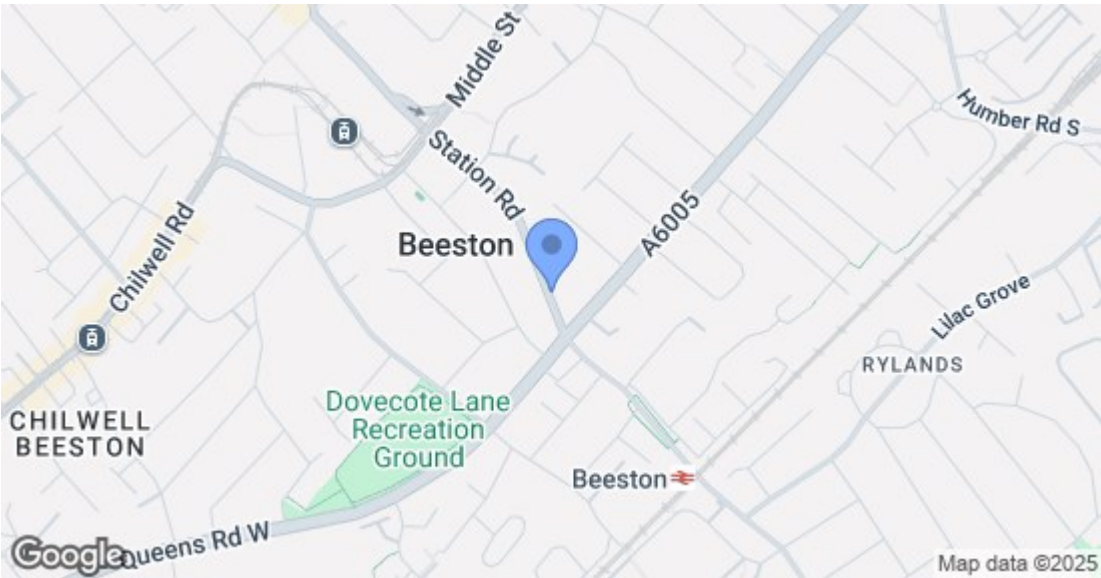 Middle St
Humber Rd S
Station Rd
A6005
Beeston
Chilwell Rd
Lilac Grove
RYLANDS
Dovecote Lane
Recreation
Ground
CHILWELL
BEESTON
Beeston
Queens Rd W
Google
Map data ©2025